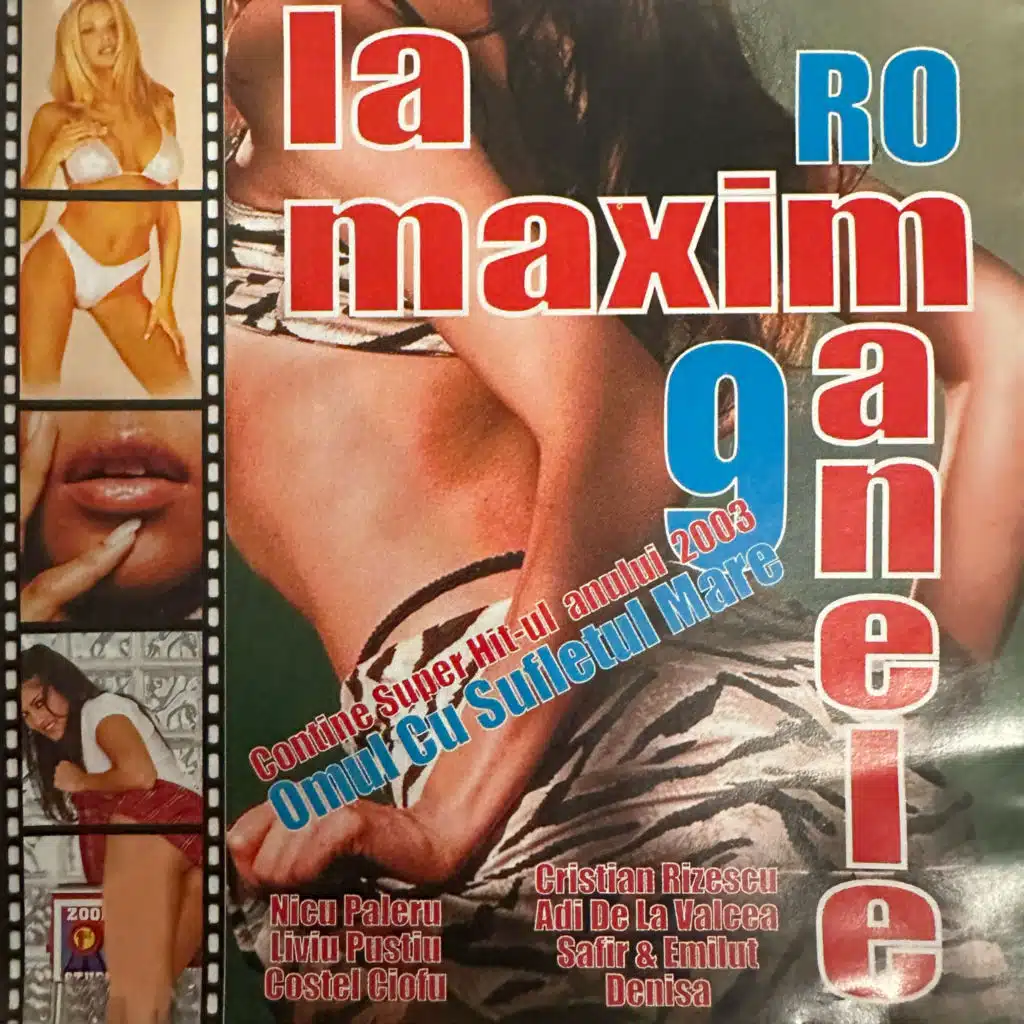 la
RO
maxim
manele
9
Contine Super Hit-ul anului 2003
Omul Cu Sufletul Mare
Nicu Paleru
Liviu Pustiu
Costel Ciofu
Cristian Rizescu
Adi De La Valcea
Safir & Emilut
Denisa